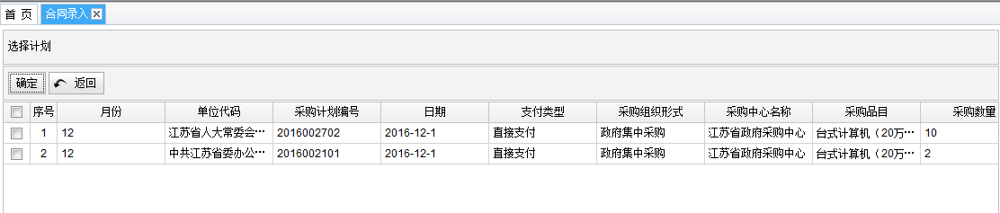 首 页 合同录入
选择计划
确定 返回
序号 月份 单位代码 采购计划编号 日期 支付类型 采购组织形式 采购中心名称 采购品目 采购数量
1 12 江苏省人大常委会… 2016002702 2016-12-1 直接支付 政府集中采购 江苏省政府采购中心 台式计算机（20万… 10
2 12 中共江苏省委办公… 2016002101 2016-12-1 直接支付 政府集中采购 江苏省政府采购中心 台式计算机（20万… 2